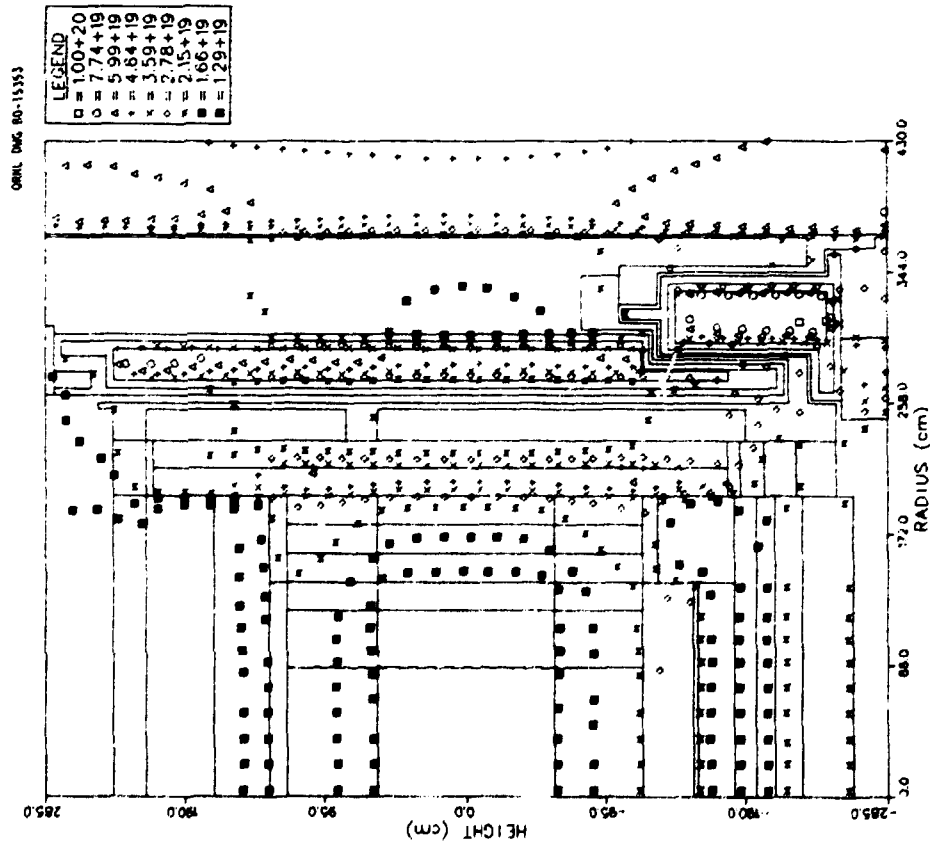 ORNL DWG 80-15353
LEGEND
□ = 1.00+20
○ = 7.74+19
△ = 5.99+19
+ = 4.64+19
× = 3.59+19
◇ = 2.78+19
× = 2.15+19
■ = 1.66+19
■ = 1.29+19
HEIGHT (cm)
285.0
190.0
95.0
0.0
-95.0
-190.0
-285.0
RADIUS (cm)
2.0
172.0
258.0
344.0
430.0